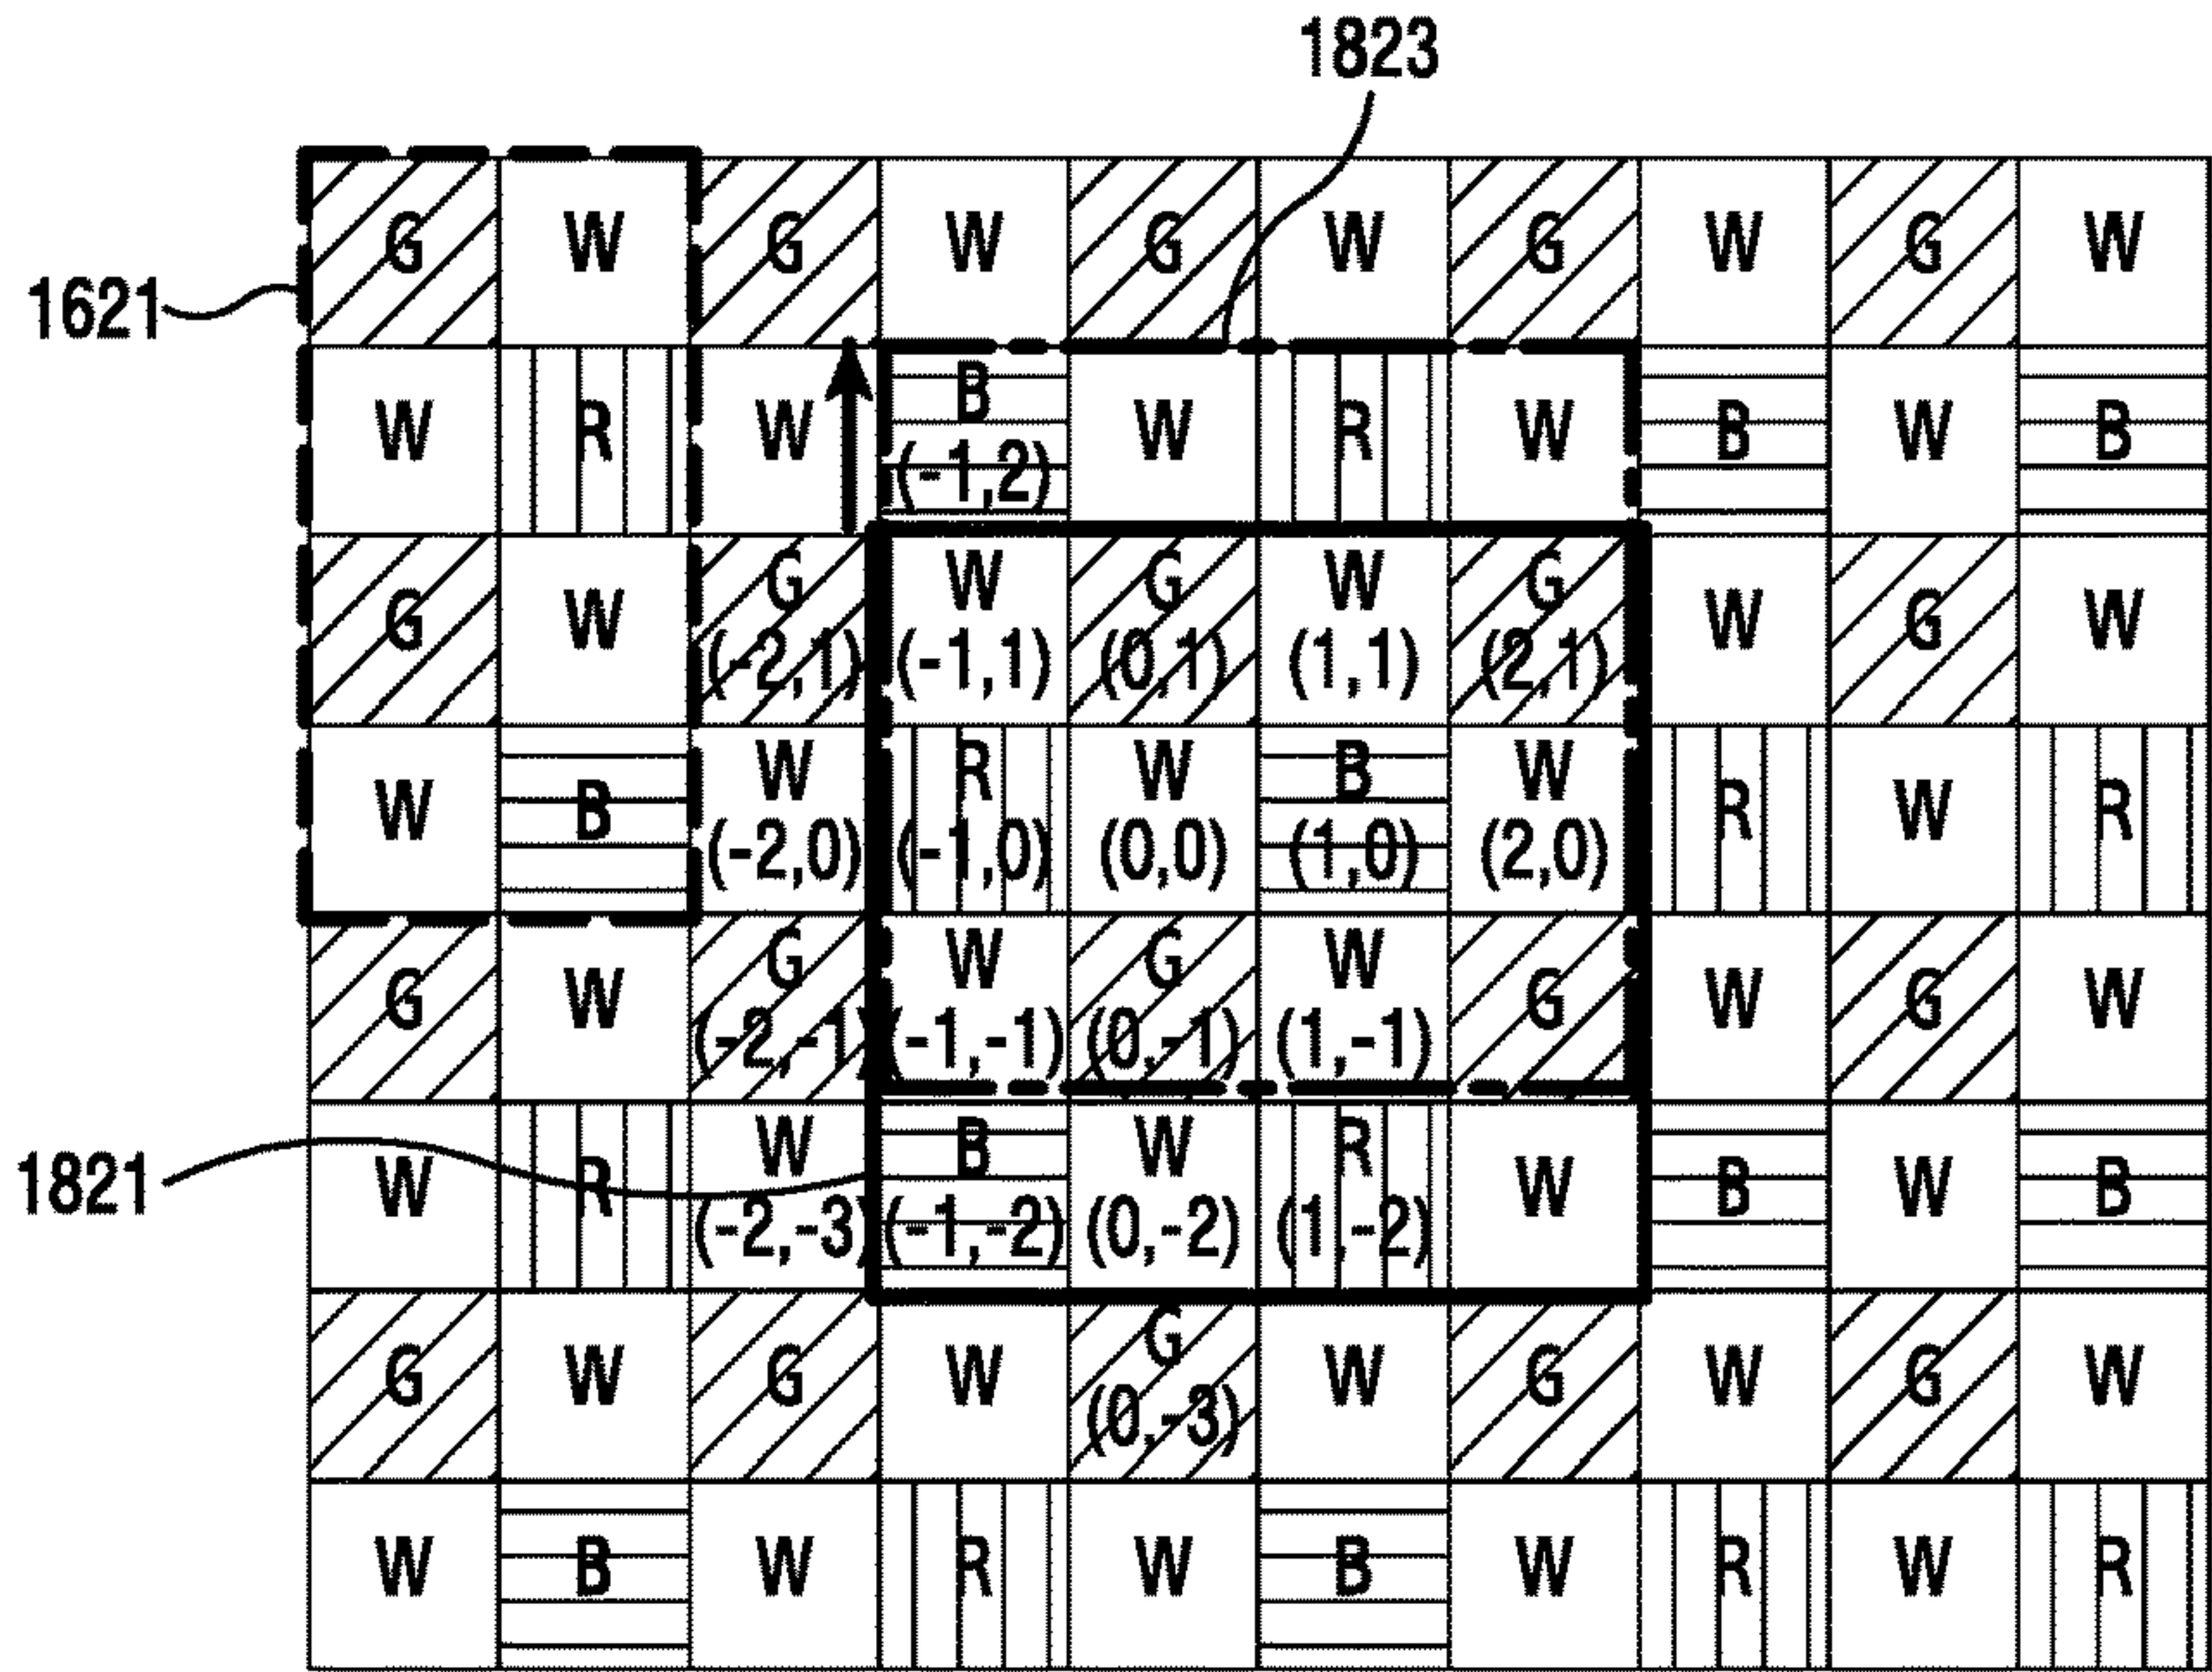 1823
G W G W G W G W G W
1621
W R W B W R W B W B
(-1,2)
G W G W G W G W G W
(-2,1) (-1,1) (0,1) (1,1) (2,1)
W B W R W B W R W R
(-2,0) (-1,0) (0,0) (1,0) (2,0)
G W G W G W G W G W
(-2,-1) (-1,-1) (0,-1) (1,-1)
1821
W R W B W R W B W B
(-2,-3) (-1,-2) (0,-2) (1,-2)
G W G W G W G W G W
(0,-3)
W B W R W B W R W R